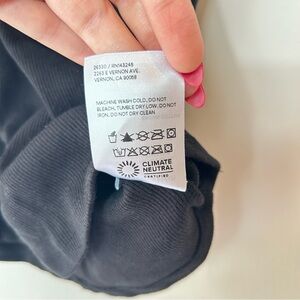 26330 / RN143246
2263 E VERNON AVE.
VERNON, CA 90058
MACHINE WASH COLD, DO NOT
BLEACH, TUMBLE DRY LOW, DO NOT
IRON, DO NOT DRY CLEAN
CLIMATE
NEUTRAL
CERTIFIED